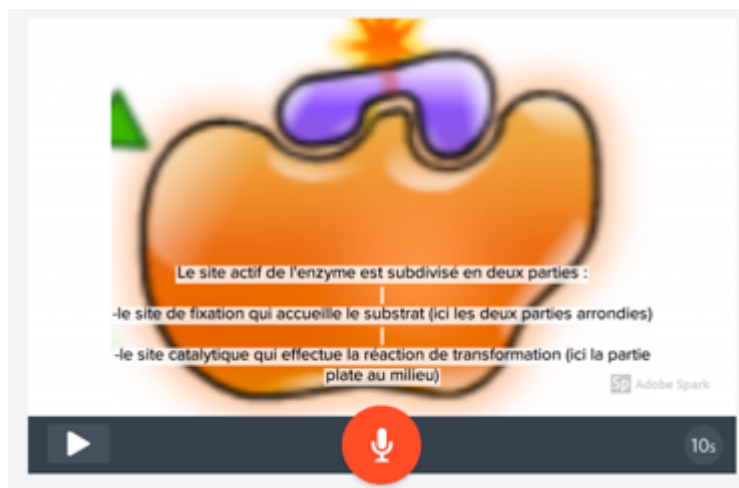 Le site actif de l'enzyme est subdivisé en deux parties :
-le site de fixation qui accueille le substrat (ici les deux parties arrondies)
-le site catalytique qui effectue la réaction de transformation (ici la partie
plate au milieu)
Sp Adobe Spark
10s